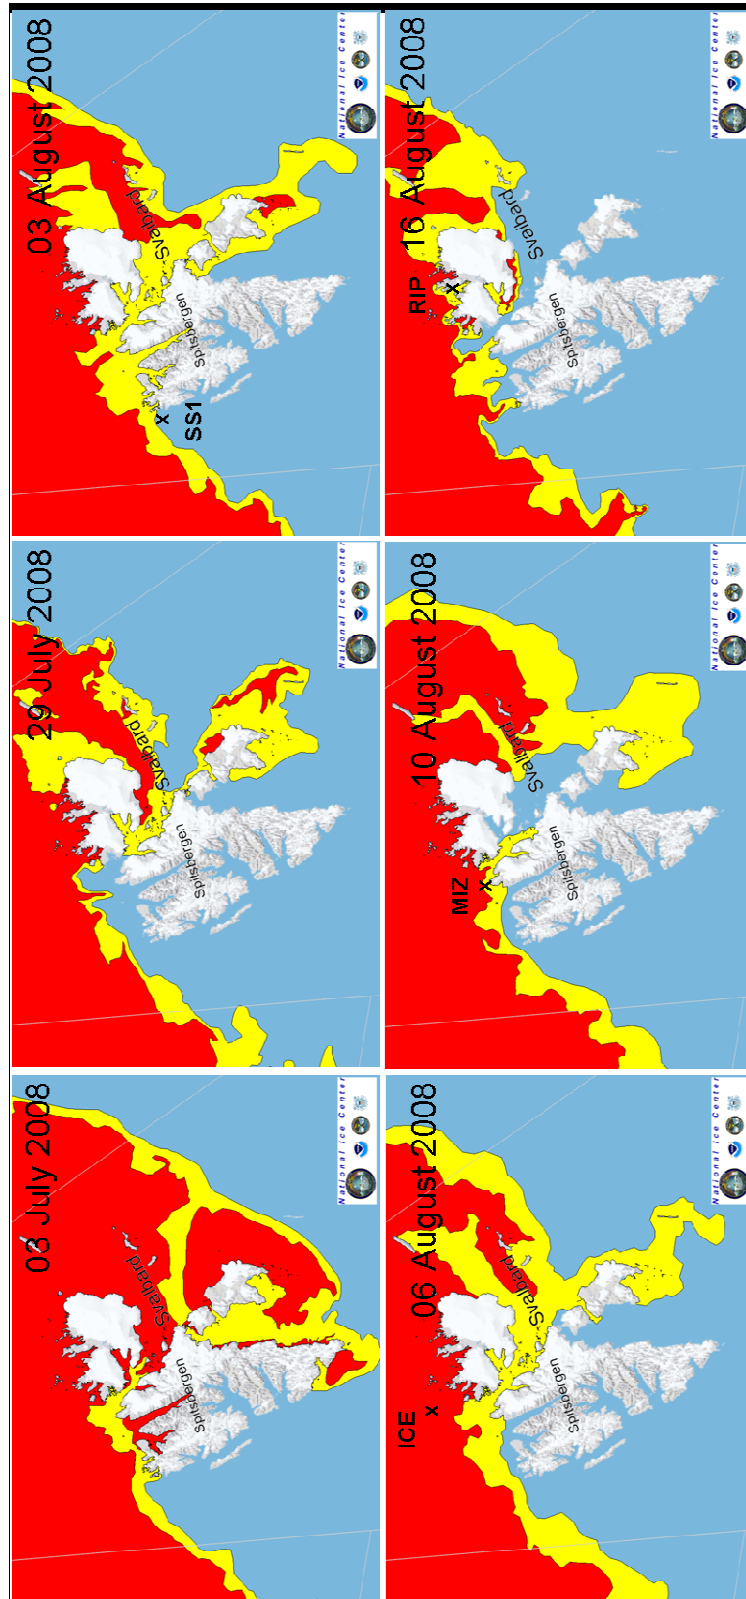 03 July 2008
Svalbard
Spitsbergen
National Ice Center
29 July 2008
Svalbard
Spitsbergen
National Ice Center
03 August 2008
Svalbard
x
SS1 Spitsbergen
National Ice Center
ICE 06 August 2008
x
Svalbard
Spitsbergen
National Ice Center
10 August 2008
MIZ
x
Svalbard
Spitsbergen
National Ice Center
RIP 16 August 2008
x
Svalbard
Spitsbergen
National Ice Center